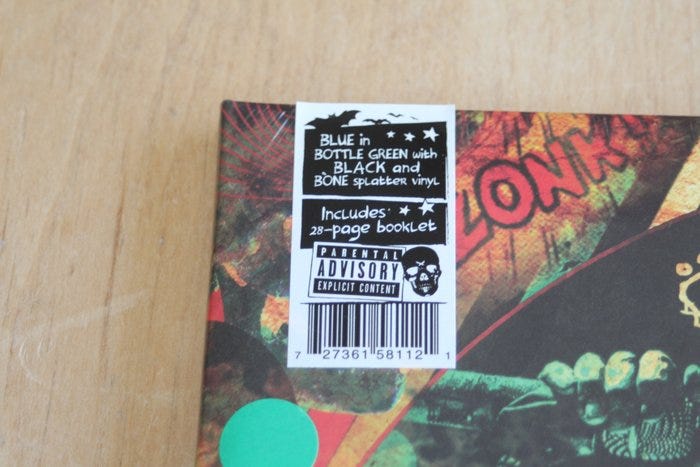 BLUE in
BOTTLE GREEN with
BLACK and
BONE splatter vinyl
Includes
28-page booklet
PARENTAL
ADVISORY
EXPLICIT CONTENT
7 27361 58112 1